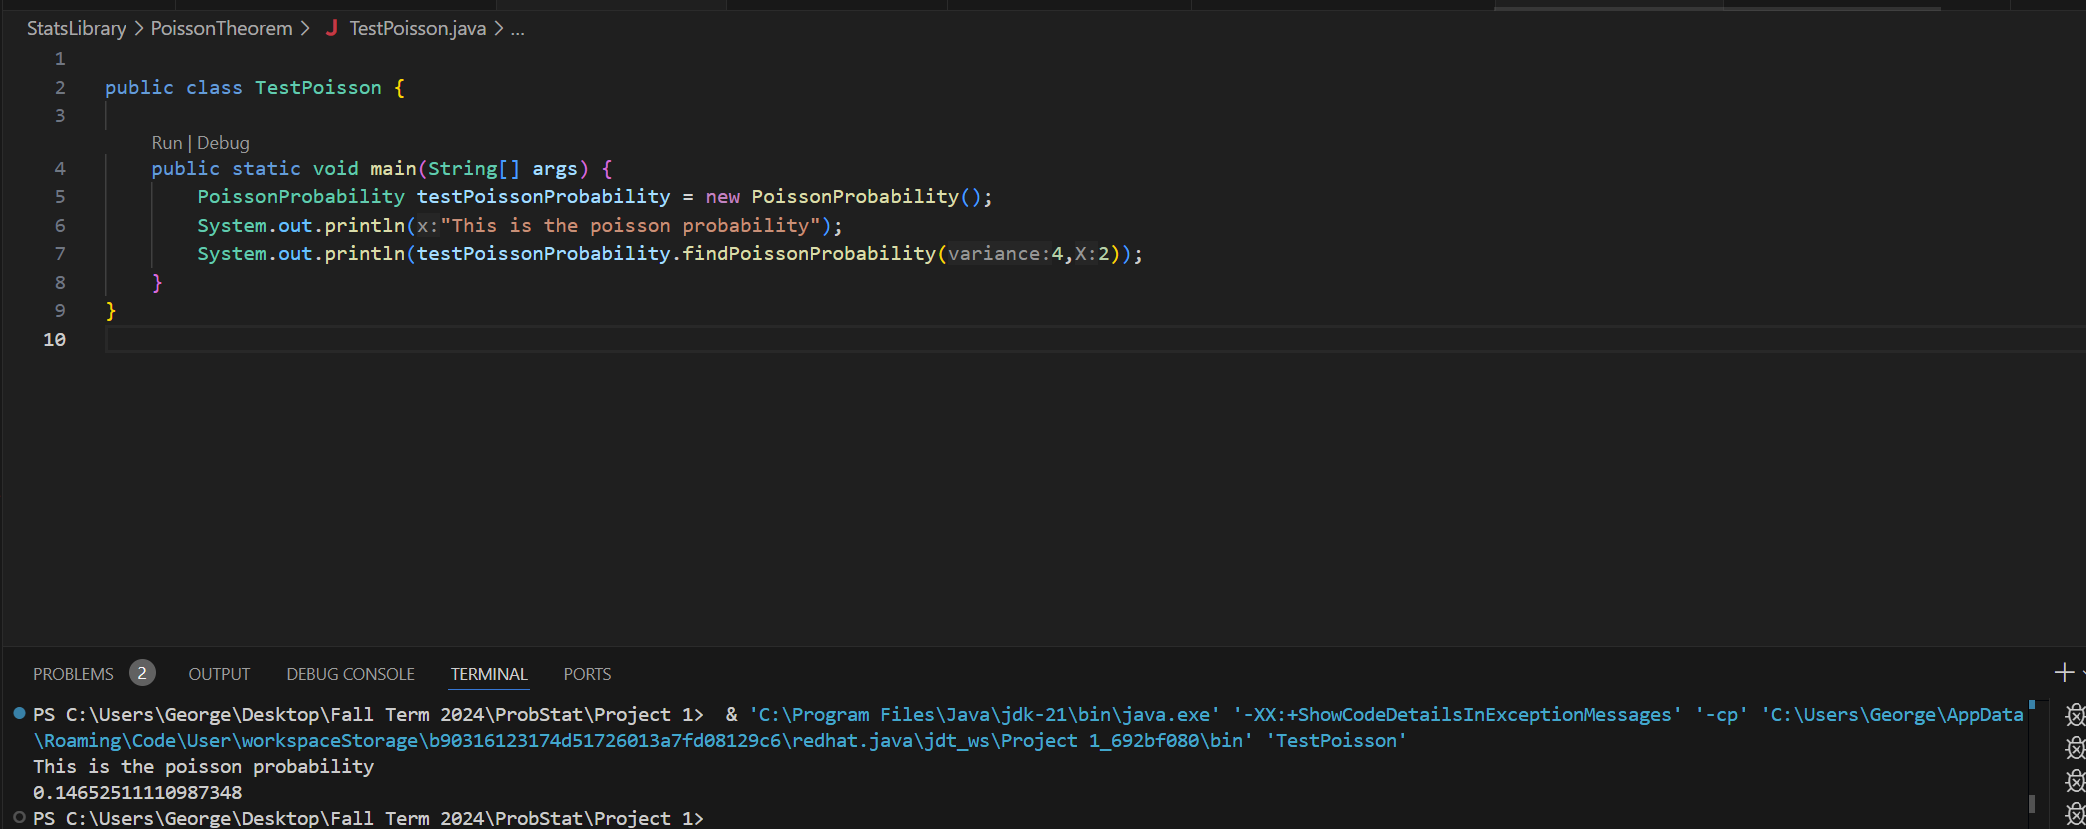 StatsLibrary > PoissonTheorem > J TestPoisson.java > ...
1
2 public class TestPoisson {
3
Run | Debug
4 public static void main(String[] args) {
5 PoissonProbability testPoissonProbability = new PoissonProbability();
6 System.out.println(x:"This is the poisson probability");
7 System.out.println(testPoissonProbability.findPoissonProbability(variance:4,X:2));
8 }
9 }
10
PROBLEMS 2 OUTPUT DEBUG CONSOLE TERMINAL PORTS
PS C:\Users\George\Desktop\Fall Term 2024\ProbStat\Project 1> & 'C:\Program Files\Java\jdk-21\bin\java.exe' '-XX:+ShowCodeDetailsInExceptionMessages' '-cp' 'C:\Users\George\AppData
\Roaming\Code\User\workspaceStorage\b90316123174d51726013a7fd08129c6\redhat.java\jdt_ws\Project 1_692bf080\bin' 'TestPoisson'
This is the poisson probability
0.14652511110987348
PS C:\Users\George\Desktop\Fall Term 2024\ProbStat\Project 1>